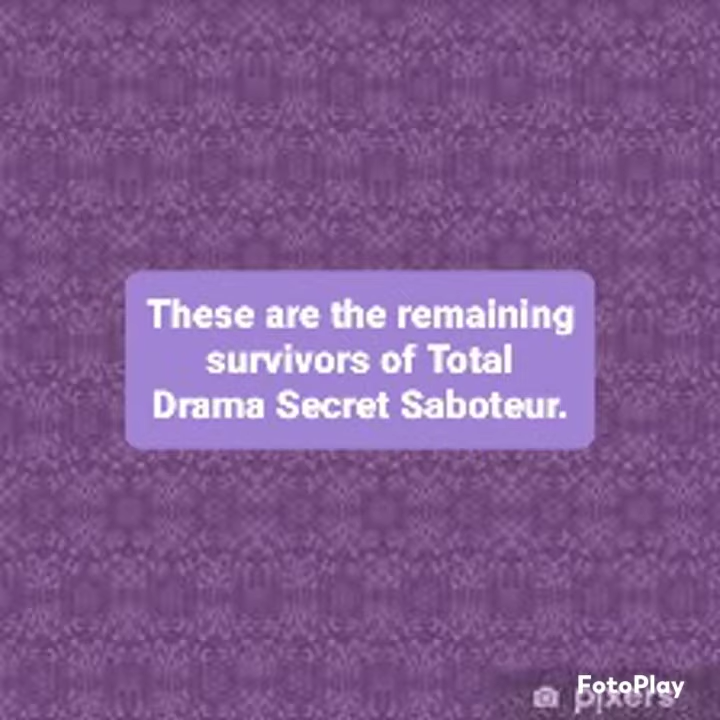 These are the remaining
survivors of Total
Drama Secret Saboteur.
FotoPlay
pixers